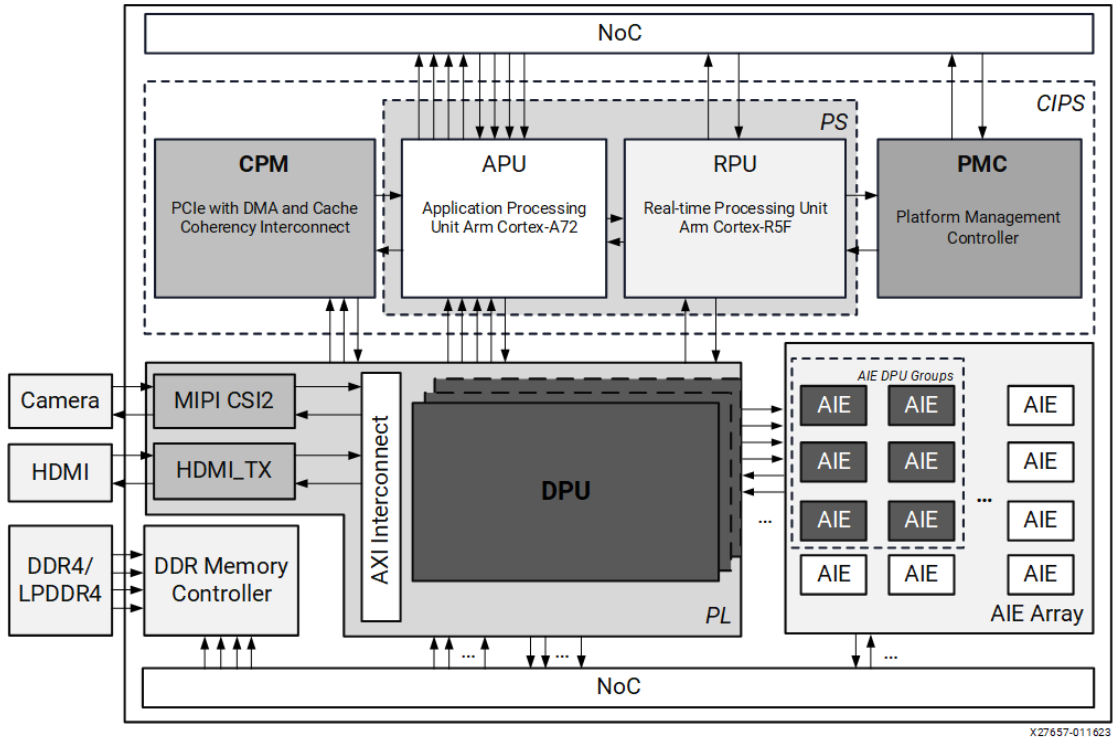 NoC
CIPS
PS
CPM
PCIe with DMA and Cache
Coherency Interconnect
APU
Application Processing
Unit Arm Cortex-A72
RPU
Real-time Processing Unit
Arm Cortex-R5F
PMC
Platform Management
Controller
Camera
MIPI CSI2
HDMI
HDMI_TX
DDR4/
LPDDR4
DDR Memory
Controller
AXI Interconnect
DPU
PL
...
AIE DPU Groups
AIE
AIE
AIE
AIE
AIE
AIE
...
AIE
AIE
AIE
AIE
AIE
AIE
AIE Array
...
...
...
NoC
X27657-011623